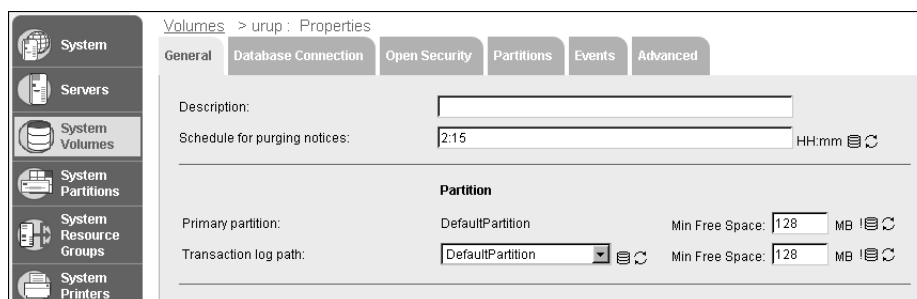 Volumes > urup : Properties
System
Servers
System Volumes
System Partitions
System Resource Groups
System Printers
General Database Connection Open Security Partitions Events Advanced
Description:
Schedule for purging notices: 2:15 HH:mm
Partition
Primary partition: DefaultPartition Min Free Space: 128 MB !
Transaction log path: DefaultPartition Min Free Space: 128 MB !